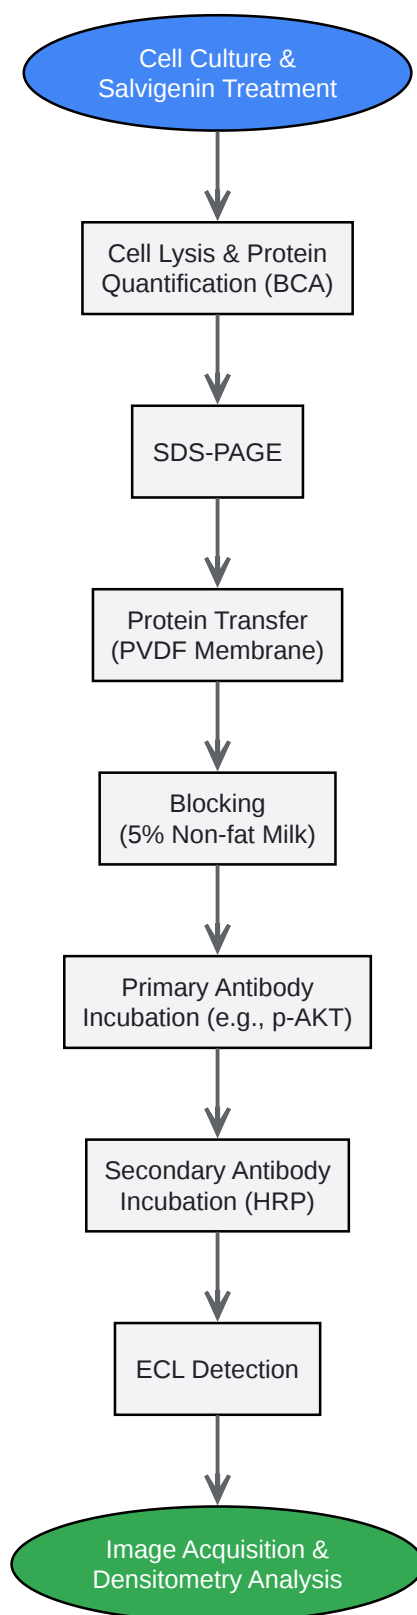 Cell Culture &
Salvigenin Treatment
Cell Lysis & Protein
Quantification (BCA)
SDS-PAGE
Protein Transfer
(PVDF Membrane)
Blocking
(5% Non-fat Milk)
Primary Antibody
Incubation (e.g., p-AKT)
Secondary Antibody
Incubation (HRP)
ECL Detection
Image Acquisition &
Densitometry Analysis